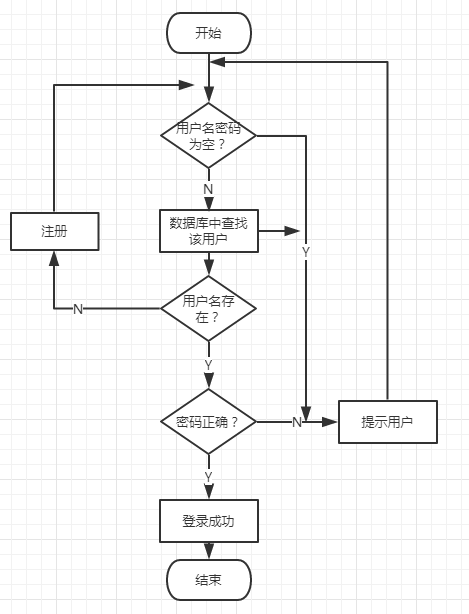 开始
用户名密码
为空？
N
数据库中查找
该用户
注册
Y
用户名存
在？
N
Y
密码正确？
N
提示用户
Y
登录成功
结束